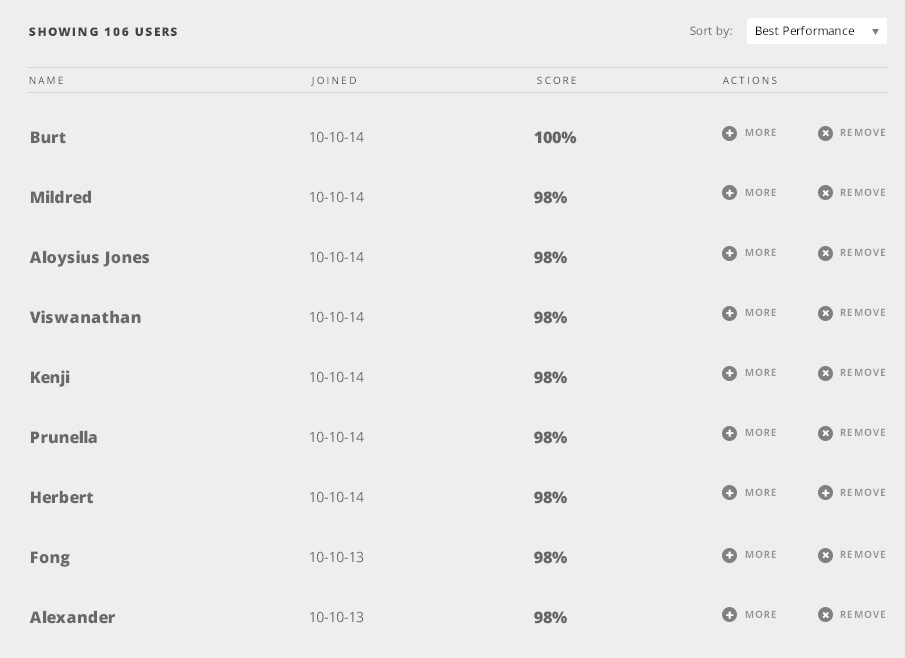 SHOWING 106 USERS Sort by: Best Performance
NAME JOINED SCORE ACTIONS
Burt 10-10-14 100% MORE REMOVE
Mildred 10-10-14 98% MORE REMOVE
Aloysius Jones 10-10-14 98% MORE REMOVE
Viswanathan 10-10-14 98% MORE REMOVE
Kenji 10-10-14 98% MORE REMOVE
Prunella 10-10-14 98% MORE REMOVE
Herbert 10-10-14 98% MORE REMOVE
Fong 10-10-13 98% MORE REMOVE
Alexander 10-10-13 98% MORE REMOVE